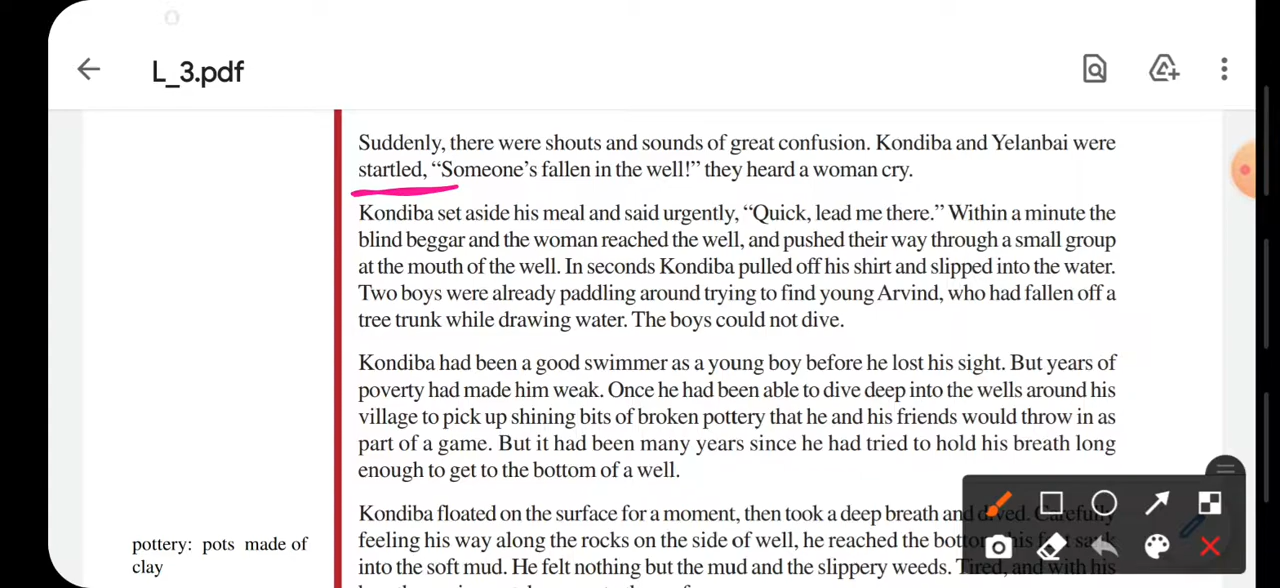 L_3.pdf
Suddenly, there were shouts and sounds of great confusion. Kondiba and Yelanbai were
startled, “Someone’s fallen in the well!” they heard a woman cry.
Kondiba set aside his meal and said urgently, “Quick, lead me there.” Within a minute the
blind beggar and the woman reached the well, and pushed their way through a small group
at the mouth of the well. In seconds Kondiba pulled off his shirt and slipped into the water.
Two boys were already paddling around trying to find young Arvind, who had fallen off a
tree trunk while drawing water. The boys could not dive.
Kondiba had been a good swimmer as a young boy before he lost his sight. But years of
poverty had made him weak. Once he had been able to dive deep into the wells around his
village to pick up shining bits of broken pottery that he and his friends would throw in as
part of a game. But it had been many years since he had tried to hold his breath long
enough to get to the bottom of a well.
Kondiba floated on the surface for a moment, then took a deep breath and dived. Carefully
feeling his way along the rocks on the side of well, he reached the bottom
into the soft mud. He felt nothing but the mud and the slippery weeds. Tired, and with his
pottery: pots made of
clay